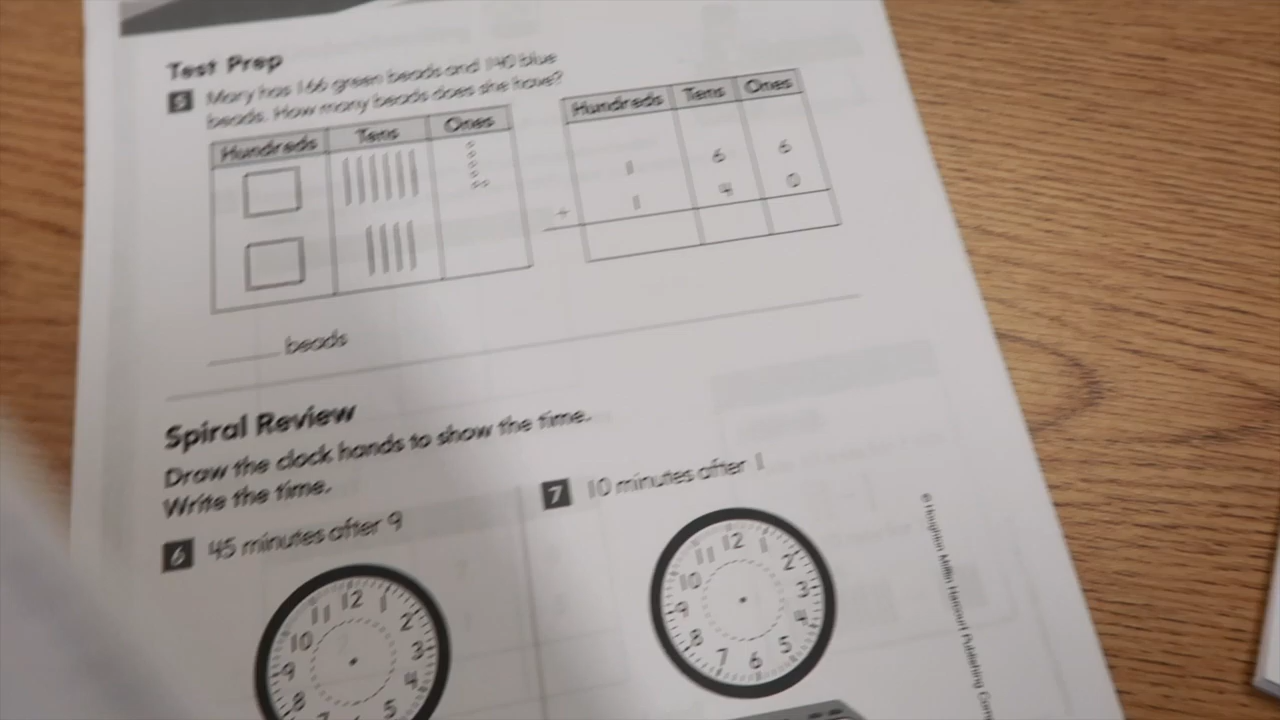 Test Prep
5 Mary has 166 green beads and 140 blue
beads. How many beads does she have?
Hundreds Tens Ones
Hundreds Tens Ones
1 6 6
+ 1 4 0
beads
Spiral Review
Draw the clock hands to show the time.
Write the time.
6 45 minutes after 9
7 10 minutes after 1
12 1 2 3 4 5 7 8 9 10 11
12 1 2 3 4 5 6 7 8 9 10 11
© Houghton Mifflin Harcourt Publishing